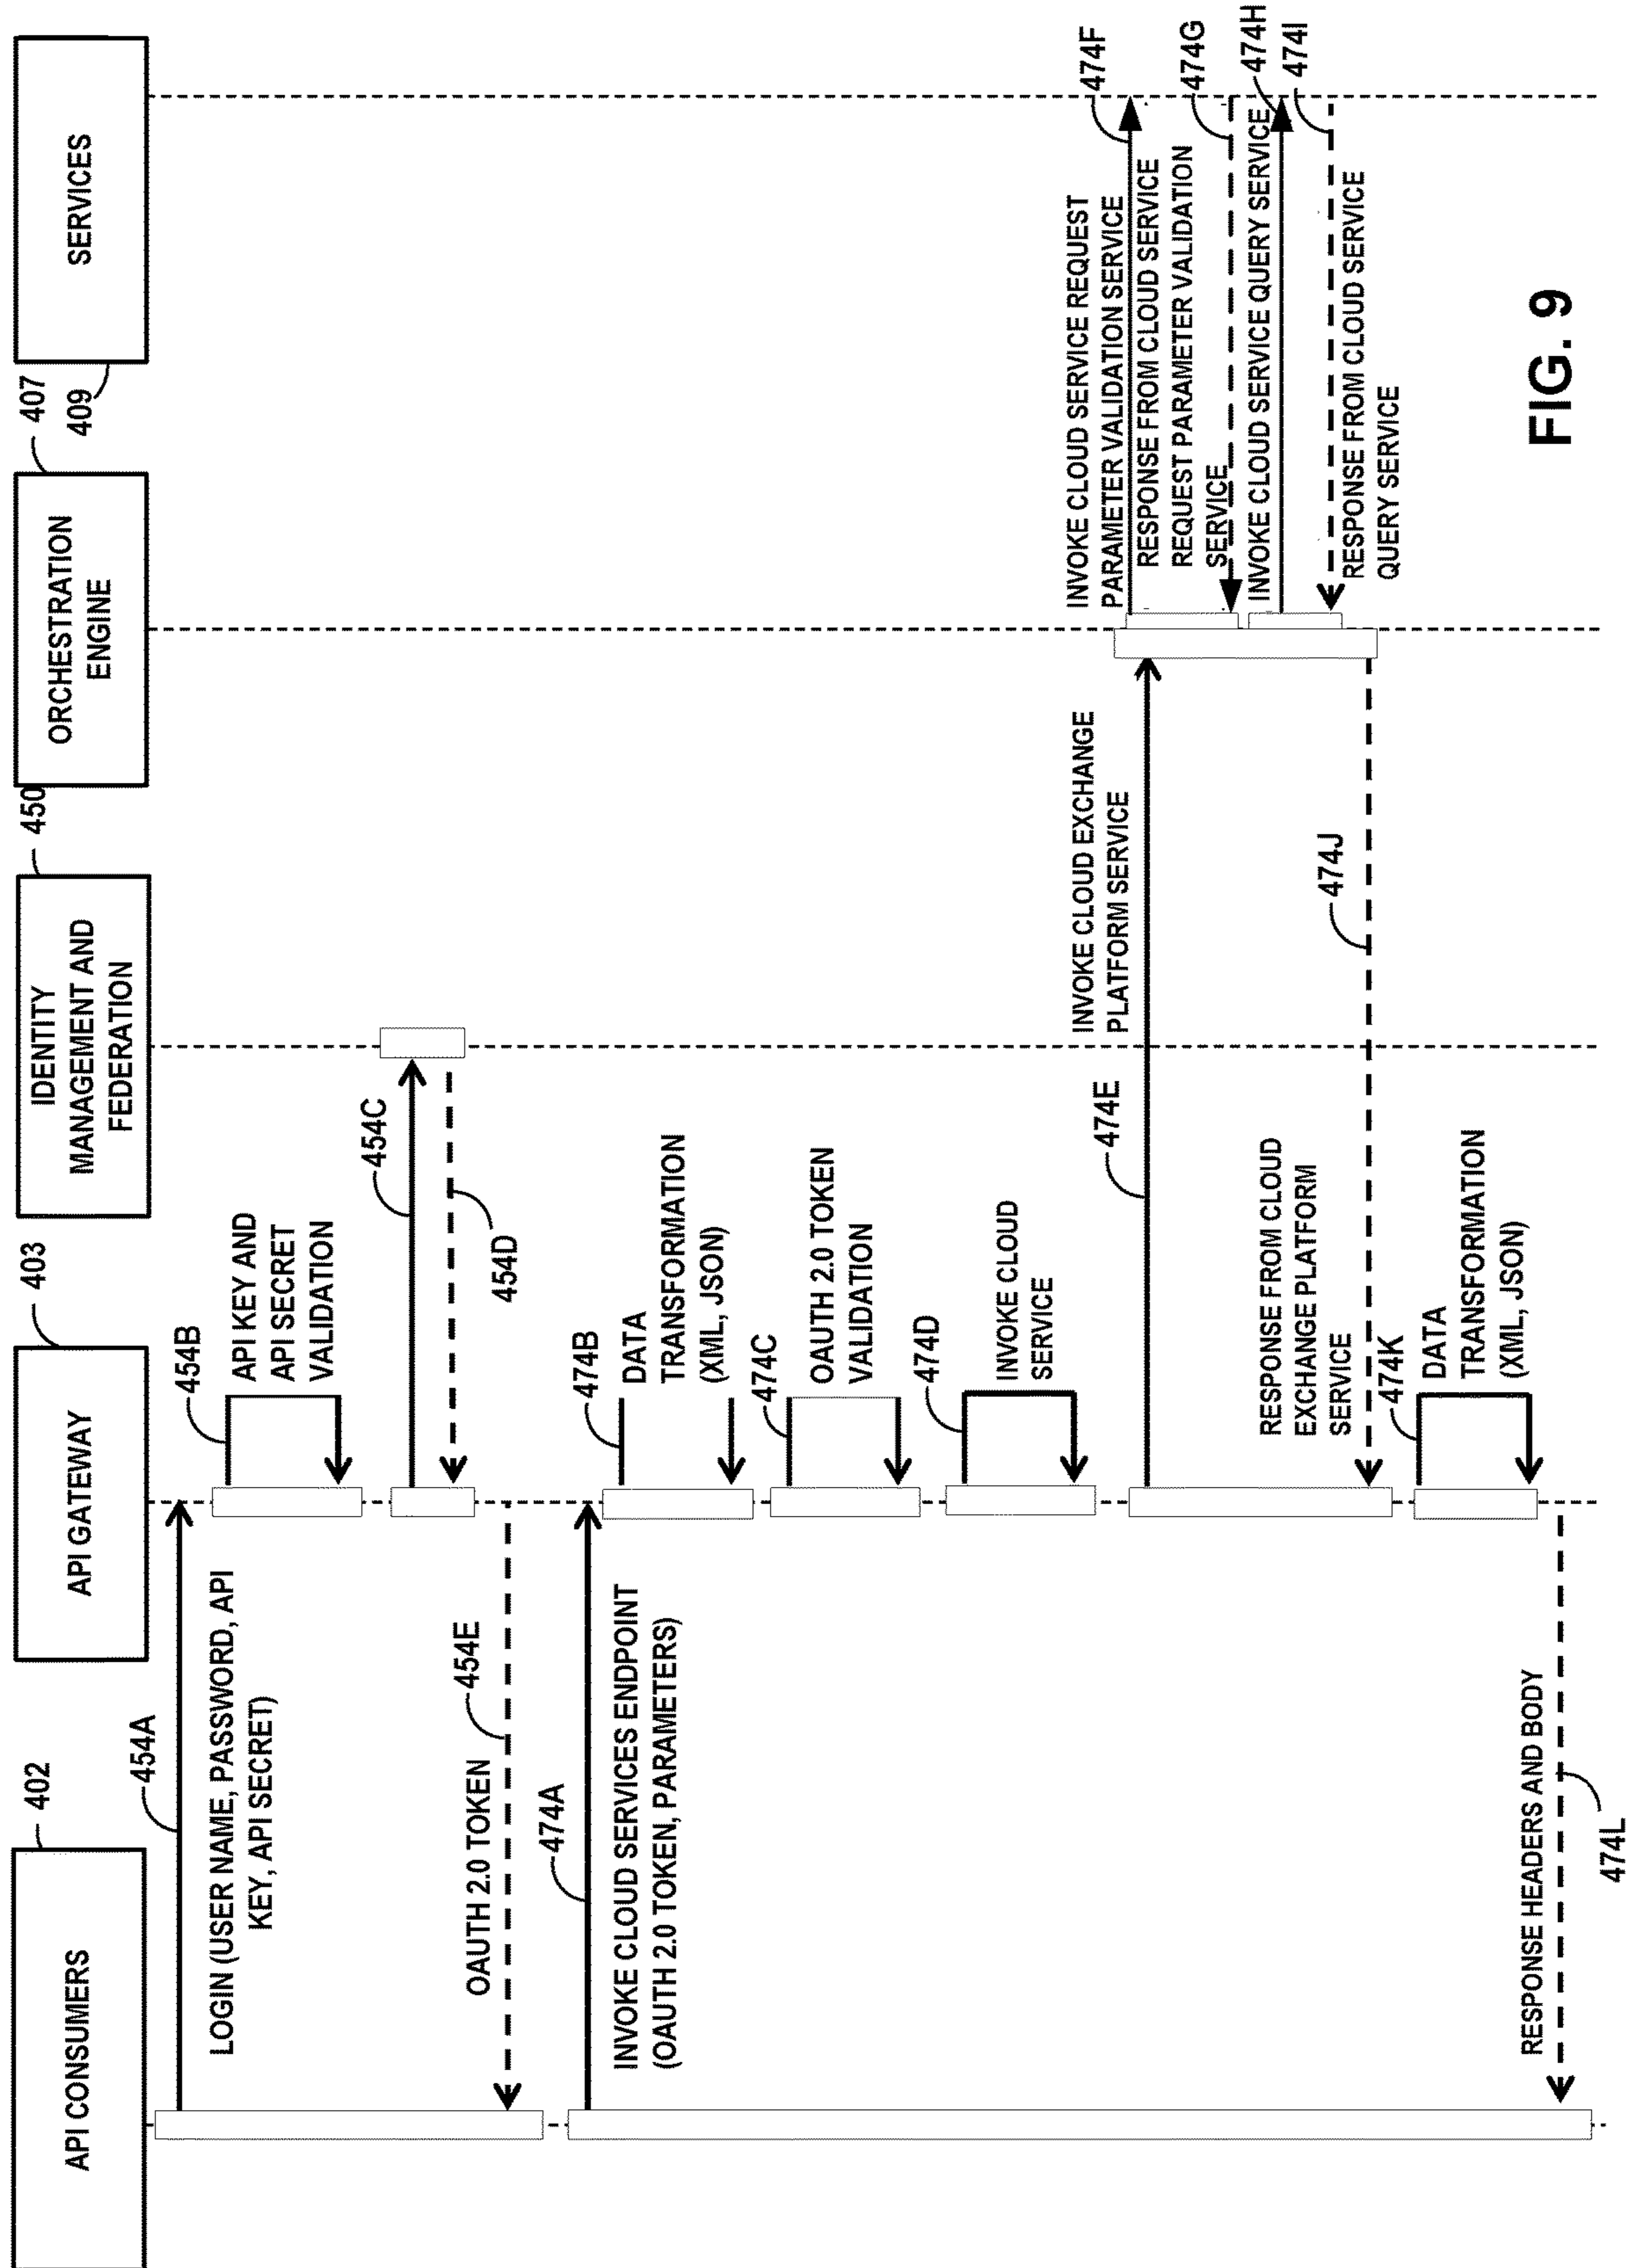 402
API CONSUMERS
403
API GATEWAY
450
IDENTITY
MANAGEMENT AND
FEDERATION
407
ORCHESTRATION
ENGINE
409
SERVICES
454A
LOGIN (USER NAME, PASSWORD, API
KEY, API SECRET)
454B
API KEY AND
API SECRET
VALIDATION
454C
454D
454E
OAUTH 2.0 TOKEN
474A
INVOKE CLOUD SERVICES ENDPOINT
(OAUTH 2.0 TOKEN, PARAMETERS)
474B
DATA
TRANSFORMATION
(XML, JSON)
474C
OAUTH 2.0 TOKEN
VALIDATION
474D
INVOKE CLOUD
SERVICE
474E
INVOKE CLOUD EXCHANGE
PLATFORM SERVICE
INVOKE CLOUD SERVICE REQUEST
PARAMETER VALIDATION SERVICE
474F
RESPONSE FROM CLOUD SERVICE
REQUEST PARAMETER VALIDATION
SERVICE
474G
INVOKE CLOUD SERVICE QUERY SERVICE
474H
474I
RESPONSE FROM CLOUD SERVICE
QUERY SERVICE
474J
RESPONSE FROM CLOUD
EXCHANGE PLATFORM
SERVICE
474K
DATA
TRANSFORMATION
(XML, JSON)
RESPONSE HEADERS AND BODY
474L
FIG. 9